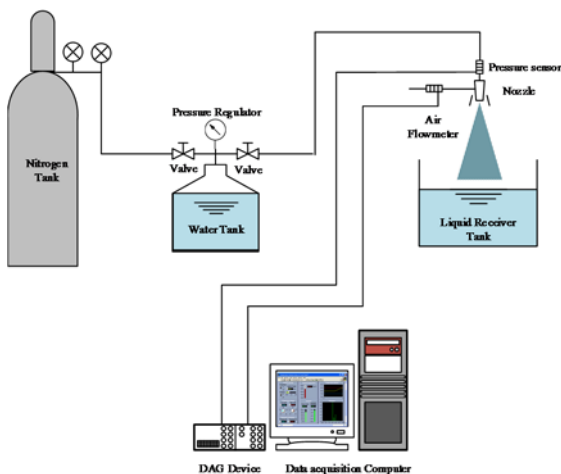 Pressure sensor
Nozzle
Pressure Regulator
Air
Flowmeter
Valve
Valve
Nitrogen
Tank
Water Tank
Liquid Receiver
Tank
DAG Device
Data acquisition Computer